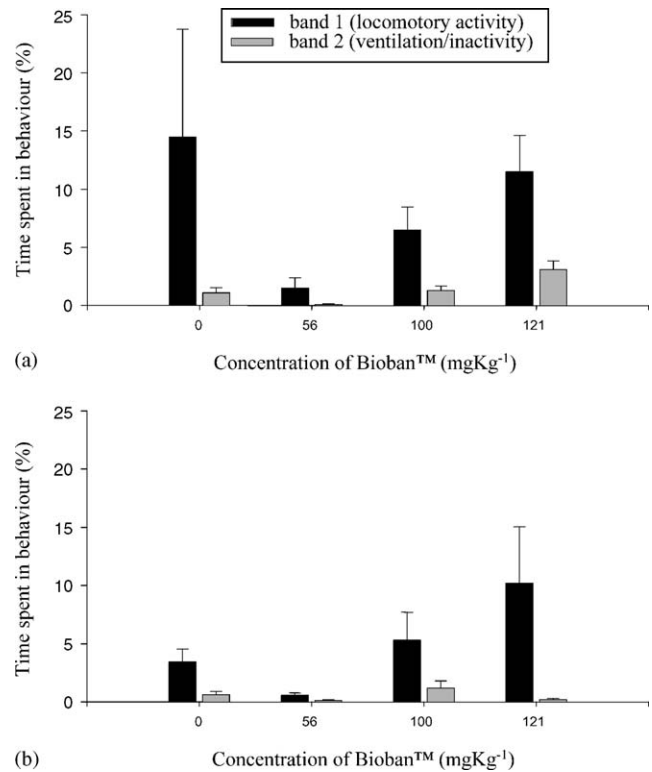 band 1 (locomotory activity)
band 2 (ventilation/inactivity)
Time spent in behaviour (%)
25
20
15
10
5
0
0 56 100 121
(a) Concentration of Bioban™ (mgKg⁻¹)
Time spent in behaviour (%)
25
20
15
10
5
0
0 56 100 121
(b) Concentration of Bioban™ (mgKg⁻¹)